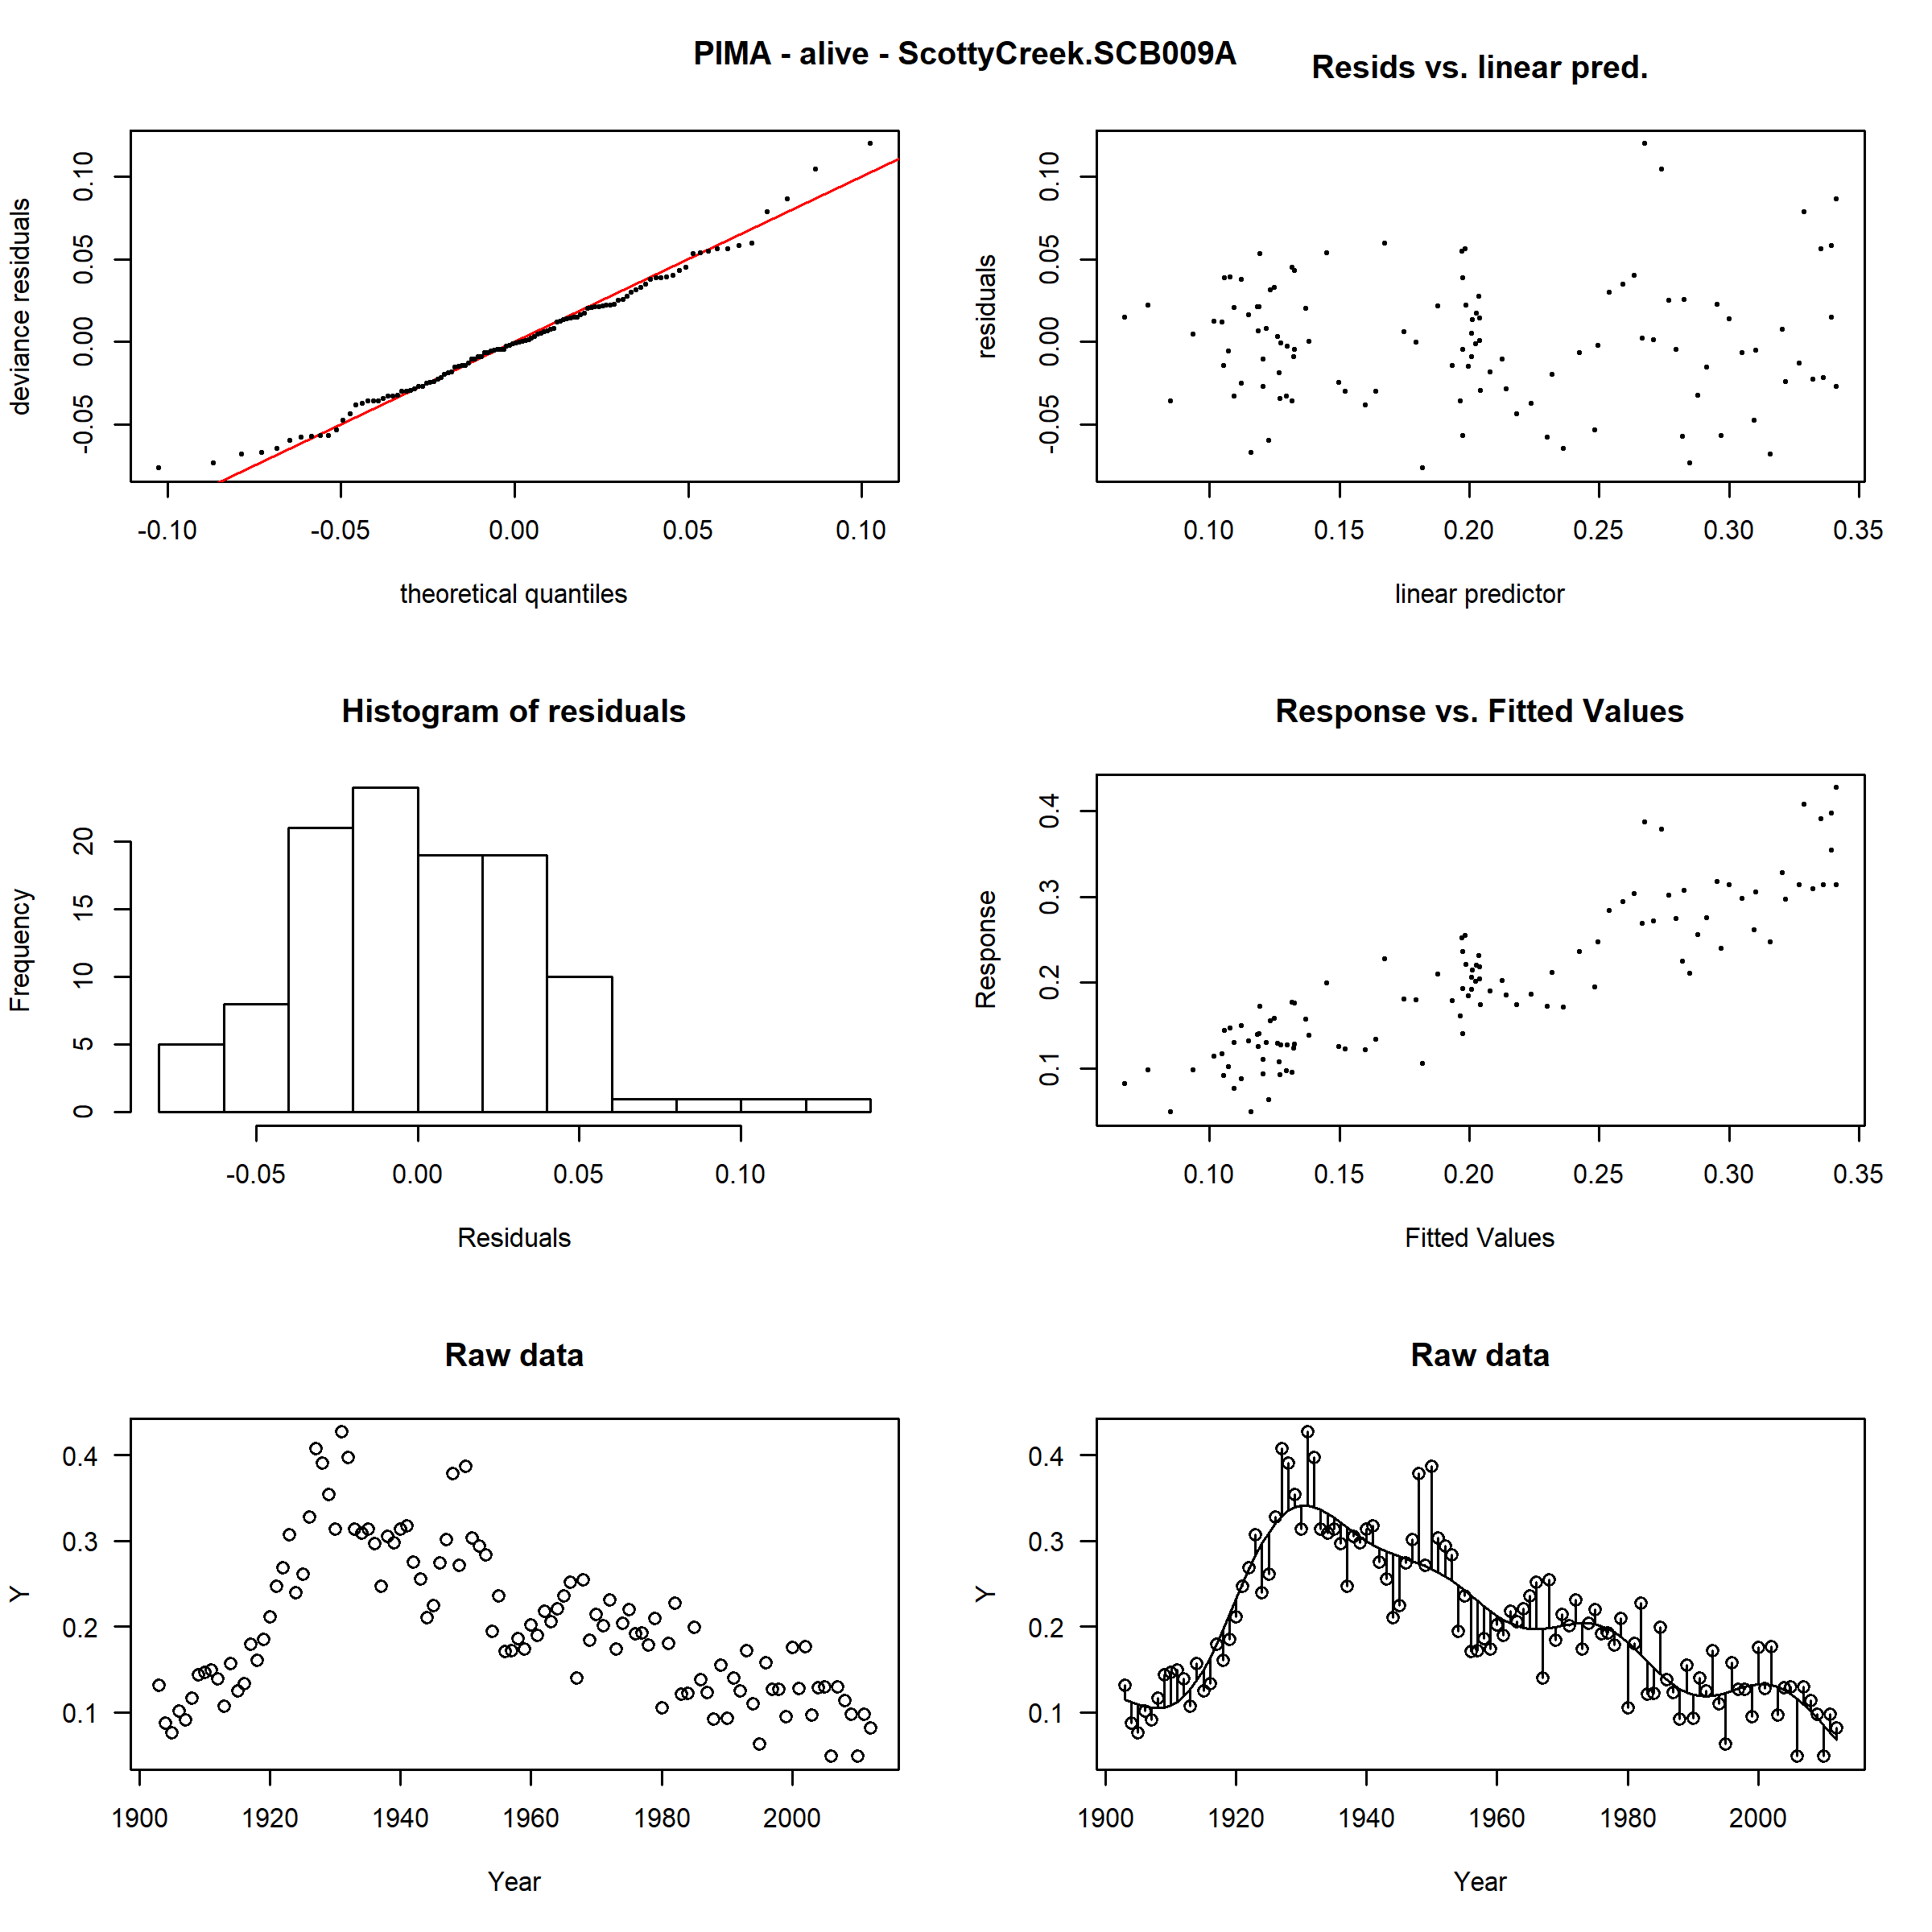 PIMA - alive - ScottyCreek.SCB009A
Resids vs. linear pred.
deviance residuals
-0.05 0.00 0.05 0.10
-0.10 -0.05 0.00 0.05 0.10
theoretical quantiles
residuals
-0.05 0.00 0.05 0.10
0.10 0.15 0.20 0.25 0.30 0.35
linear predictor
Histogram of residuals
Frequency
0 5 10 15 20
-0.05 0.00 0.05 0.10
Residuals
Response vs. Fitted Values
Response
0.1 0.2 0.3 0.4
0.10 0.15 0.20 0.25 0.30 0.35
Fitted Values
Raw data
Y
0.4
0.3
0.2
0.1
1900 1920 1940 1960 1980 2000
Year
Raw data
Y
0.4
0.3
0.2
0.1
1900 1920 1940 1960 1980 2000
Year